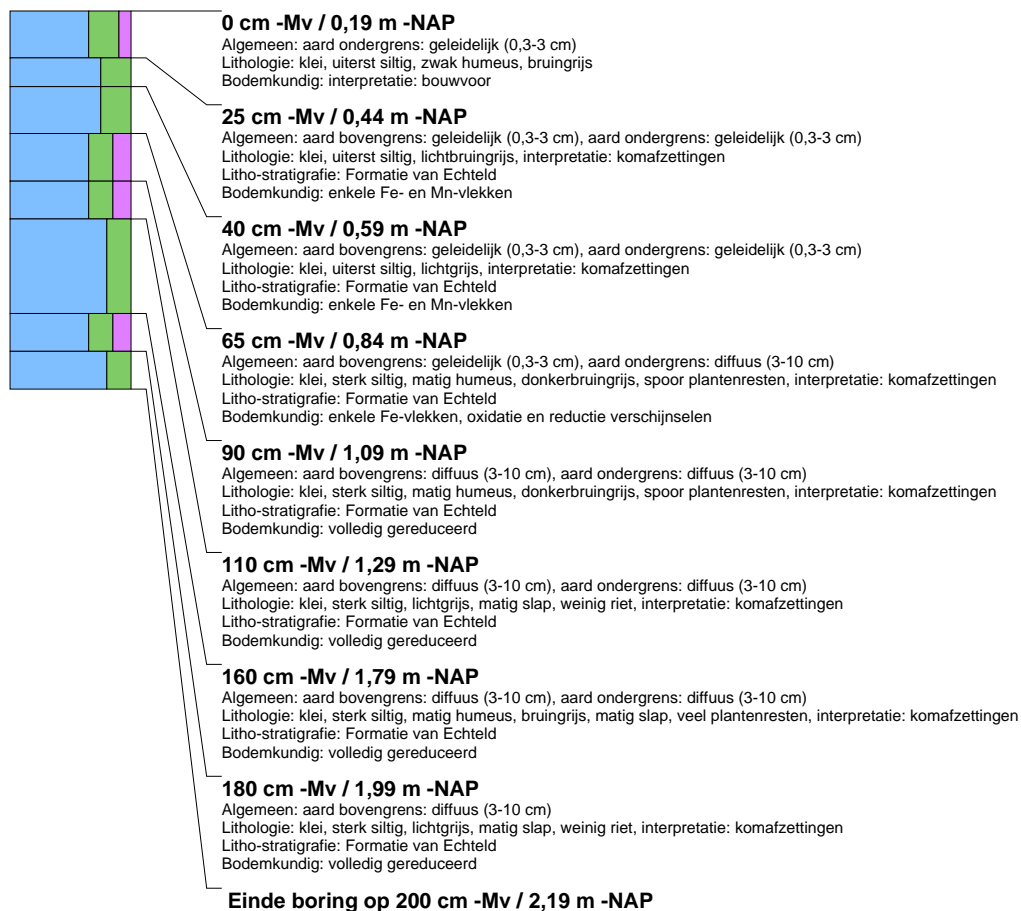 0 cm -Mv / 0,19 m -NAP
Algemeen: aard ondergrens: geleidelijk (0,3-3 cm)
Lithologie: klei, uiterst siltig, zwak humeus, bruingrijs
Bodemkundig: interpretatie: bouwvoor
25 cm -Mv / 0,44 m -NAP
Algemeen: aard bovengrens: geleidelijk (0,3-3 cm), aard ondergrens: geleidelijk (0,3-3 cm)
Lithologie: klei, uiterst siltig, lichtbruingrijs, interpretatie: komafzettingen
Litho-stratigrafie: Formatie van Echteld
Bodemkundig: enkele Fe- en Mn-vlekken
40 cm -Mv / 0,59 m -NAP
Algemeen: aard bovengrens: geleidelijk (0,3-3 cm), aard ondergrens: geleidelijk (0,3-3 cm)
Lithologie: klei, uiterst siltig, lichtgrijs, interpretatie: komafzettingen
Litho-stratigrafie: Formatie van Echteld
Bodemkundig: enkele Fe- en Mn-vlekken
65 cm -Mv / 0,84 m -NAP
Algemeen: aard bovengrens: geleidelijk (0,3-3 cm), aard ondergrens: diffuus (3-10 cm)
Lithologie: klei, sterk siltig, matig humeus, donkerbruingrijs, spoor plantenresten, interpretatie: komafzettingen
Litho-stratigrafie: Formatie van Echteld
Bodemkundig: enkele Fe-vlekken, oxidatie en reductie verschijnselen
90 cm -Mv / 1,09 m -NAP
Algemeen: aard bovengrens: diffuus (3-10 cm), aard ondergrens: diffuus (3-10 cm)
Lithologie: klei, sterk siltig, matig humeus, donkerbruingrijs, spoor plantenresten, interpretatie: komafzettingen
Litho-stratigrafie: Formatie van Echteld
Bodemkundig: volledig gereduceerd
110 cm -Mv / 1,29 m -NAP
Algemeen: aard bovengrens: diffuus (3-10 cm), aard ondergrens: diffuus (3-10 cm)
Lithologie: klei, sterk siltig, lichtgrijs, matig slap, weinig riet, interpretatie: komafzettingen
Litho-stratigrafie: Formatie van Echteld
Bodemkundig: volledig gereduceerd
160 cm -Mv / 1,79 m -NAP
Algemeen: aard bovengrens: diffuus (3-10 cm), aard ondergrens: diffuus (3-10 cm)
Lithologie: klei, sterk siltig, matig humeus, bruingrijs, matig slap, veel plantenresten, interpretatie: komafzettingen
Litho-stratigrafie: Formatie van Echteld
Bodemkundig: volledig gereduceerd
180 cm -Mv / 1,99 m -NAP
Algemeen: aard bovengrens: diffuus (3-10 cm)
Lithologie: klei, sterk siltig, lichtgrijs, matig slap, weinig riet, interpretatie: komafzettingen
Litho-stratigrafie: Formatie van Echteld
Bodemkundig: volledig gereduceerd
Einde boring op 200 cm -Mv / 2,19 m -NAP